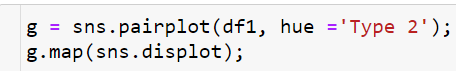 g = sns.pairplot(df1, hue ='Type 2');
g.map(sns.displot);